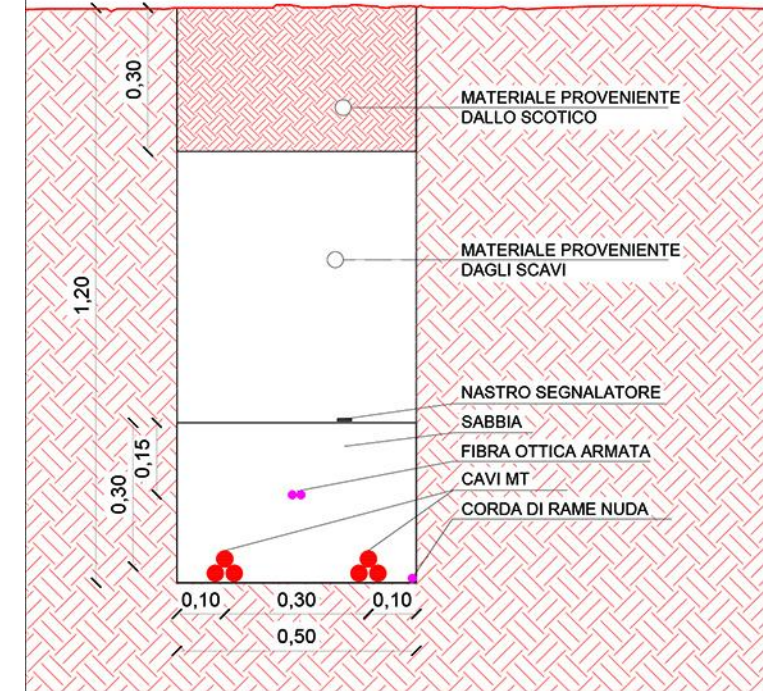 0,30
MATERIALE PROVENIENTE
DALLO SCOTICO
MATERIALE PROVENIENTE
DAGLI SCAVI
1,20
NASTRO SEGNALATORE
SABBIA
0,15
FIBRA OTTICA ARMATA
0,30
CAVI MT
CORDA DI RAME NUDA
0,10 0,30 0,10
0,50